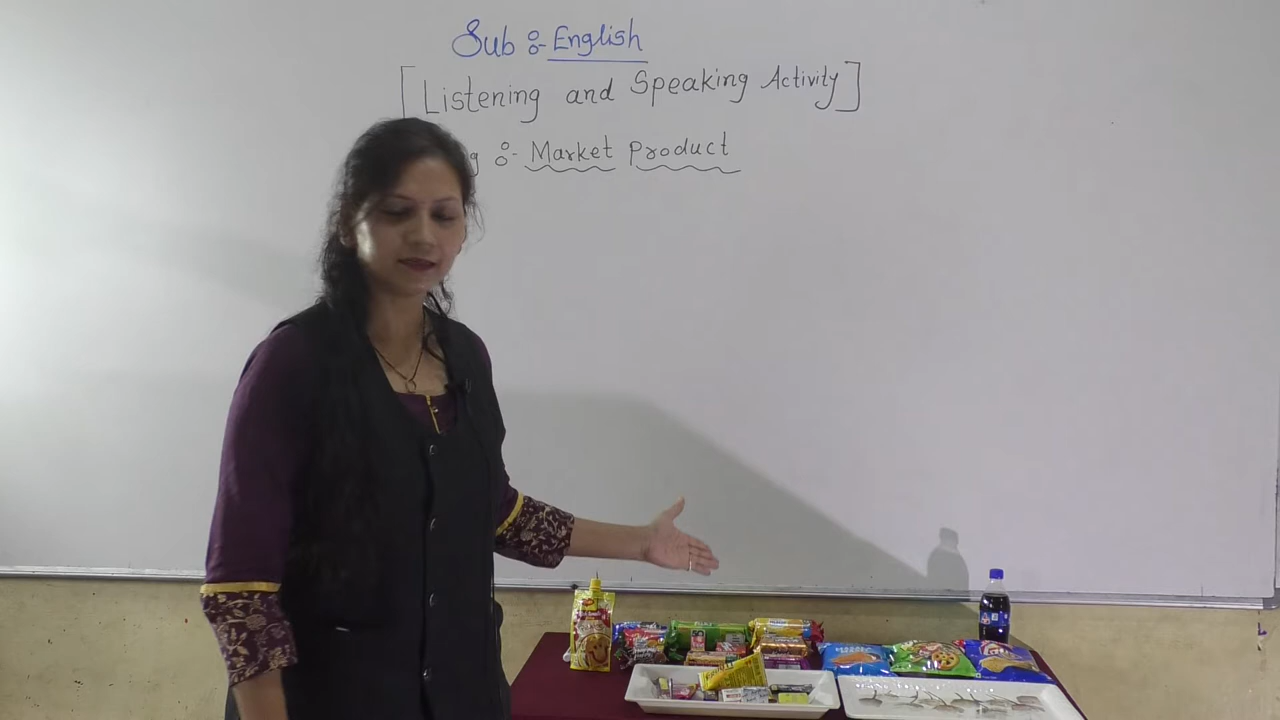 Sub :- English
[Listening and Speaking Activity]
:- Market Product